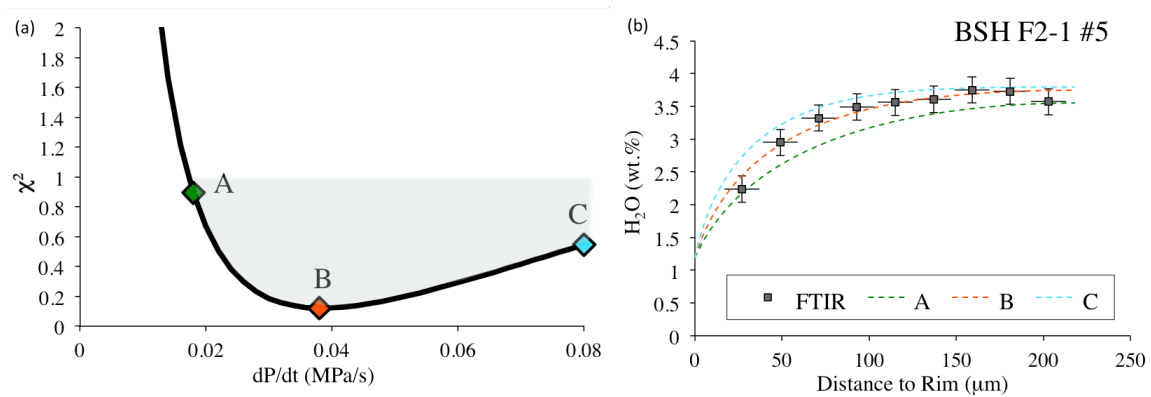 (a)
χ²
2
1.8
1.6
1.4
1.2
1
0.8
0.6
0.4
0.2
0
A
B
C
0
0.02
0.04
0.06
0.08
dP/dt (MPa/s)
(b)
BSH F2-1 #5
H₂O (wt.%)
4.5
4
3.5
3
2.5
2
1.5
1
0.5
0
FTIR A B C
0
50
100
150
200
250
Distance to Rim (μm)